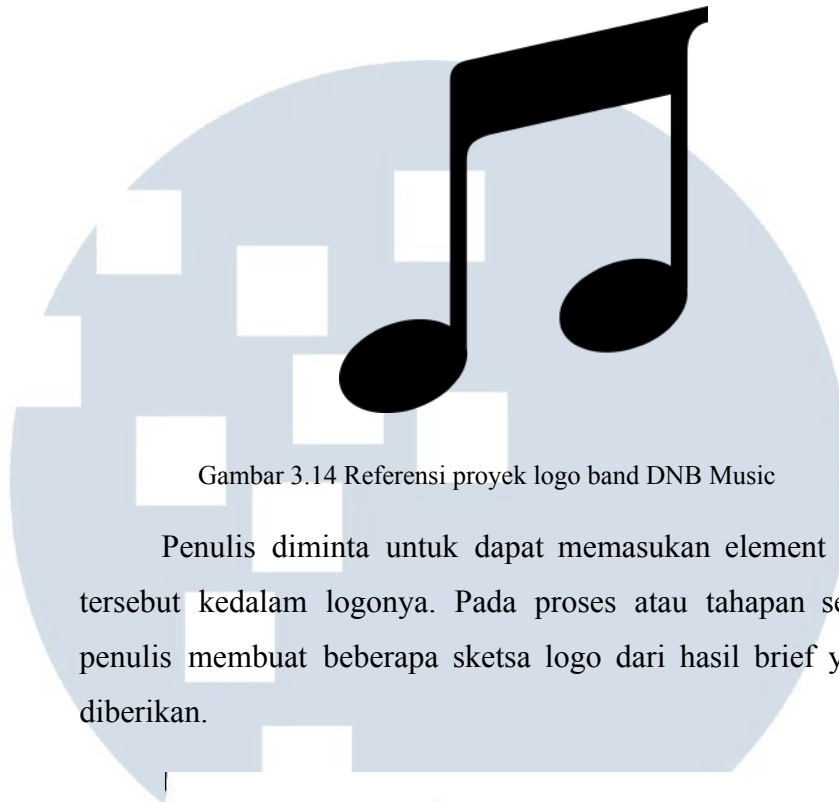 Gambar 3.14 Referensi proyek logo band DNB Music
Penulis diminta untuk dapat memasukan element
tersebut kedalam logonya. Pada proses atau tahapan
penulis membuat beberapa sketsa logo dari hasil brief
diberikan.